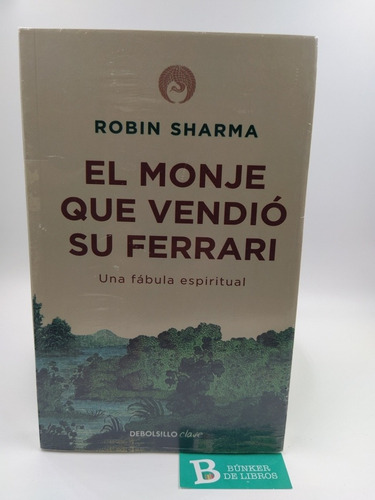 ROBIN SHARMA
EL MONJE
QUE VENDIÓ
SU FERRARI
Una fábula espiritual
DEBOLSILLO clave
B
BÚNKER
DE LIBROS